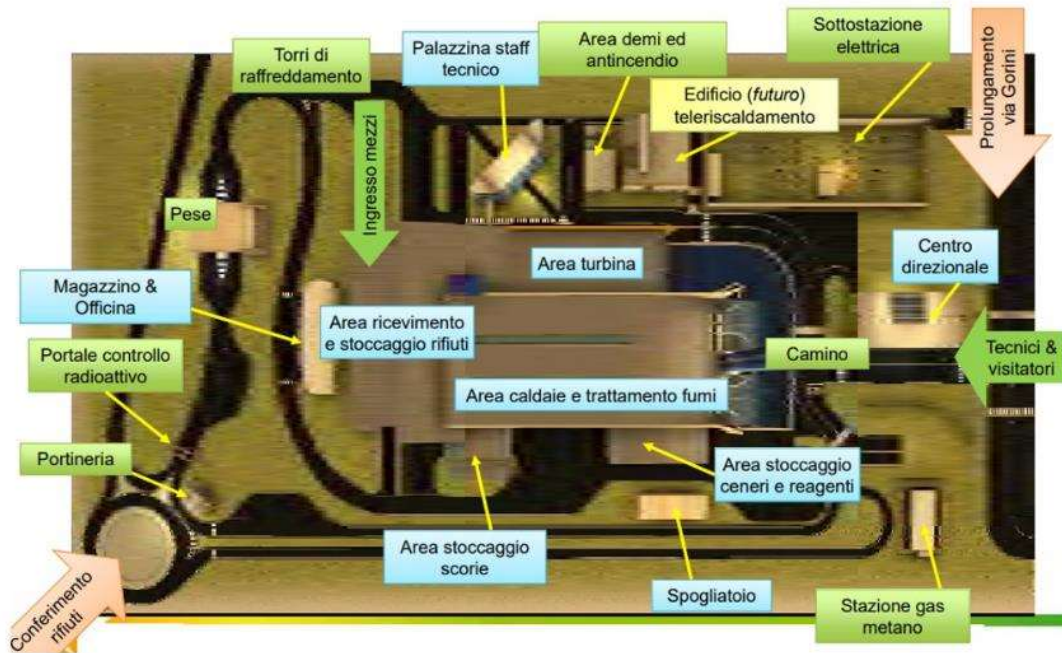 Torri di
raffreddamento
Palazzina staff
tecnico
Area demi ed
antincendio
Sottostazione
elettrica
Edificio (futuro)
teleriscaldamento
Prolungamento
via Gorini
Ingresso mezzi
Pese
Magazzino &
Officina
Area turbina
Centro
direzionale
Area ricevimento
e stoccaggio rifiuti
Portale controllo
radioattivo
Camino
Tecnici &
visitatori
Area caldaie e trattamento fumi
Portineria
Area stoccaggio
ceneri e reagenti
Area stoccaggio
scorie
Spogliatoio
Stazione gas
metano
Conferimento
rifiuti